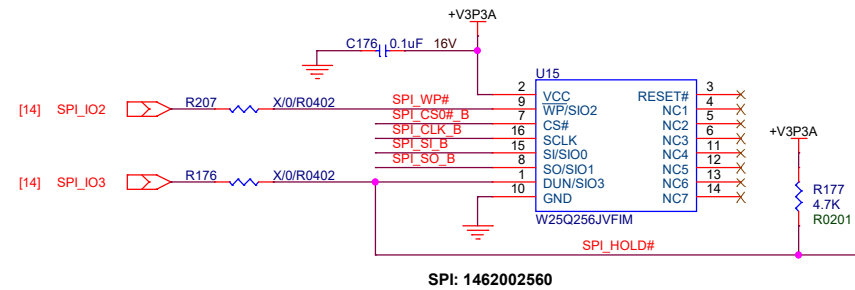 +V3P3A
C176 0.1uF 16V
U15
[14] SPI_IO2 R207 X/0/R0402
SPI_WP#
SPI_CS0#_B
SPI_CLK_B
SPI_SI_B
SPI_SO_B
[14] SPI_IO3 R176 X/0/R0402
2 VCC RESET# 3
9 WP/SIO2 NC1 4
7 CS# NC2 5
16 SCLK NC3 6
15 SI/SIO0 NC4 11
8 SO/SIO1 NC5 12
1 DUN/SIO3 NC6 13
10 GND NC7 14
W25Q256JVFIM
+V3P3A
R177
4.7K
R0201
SPI_HOLD#
SPI: 1462002560